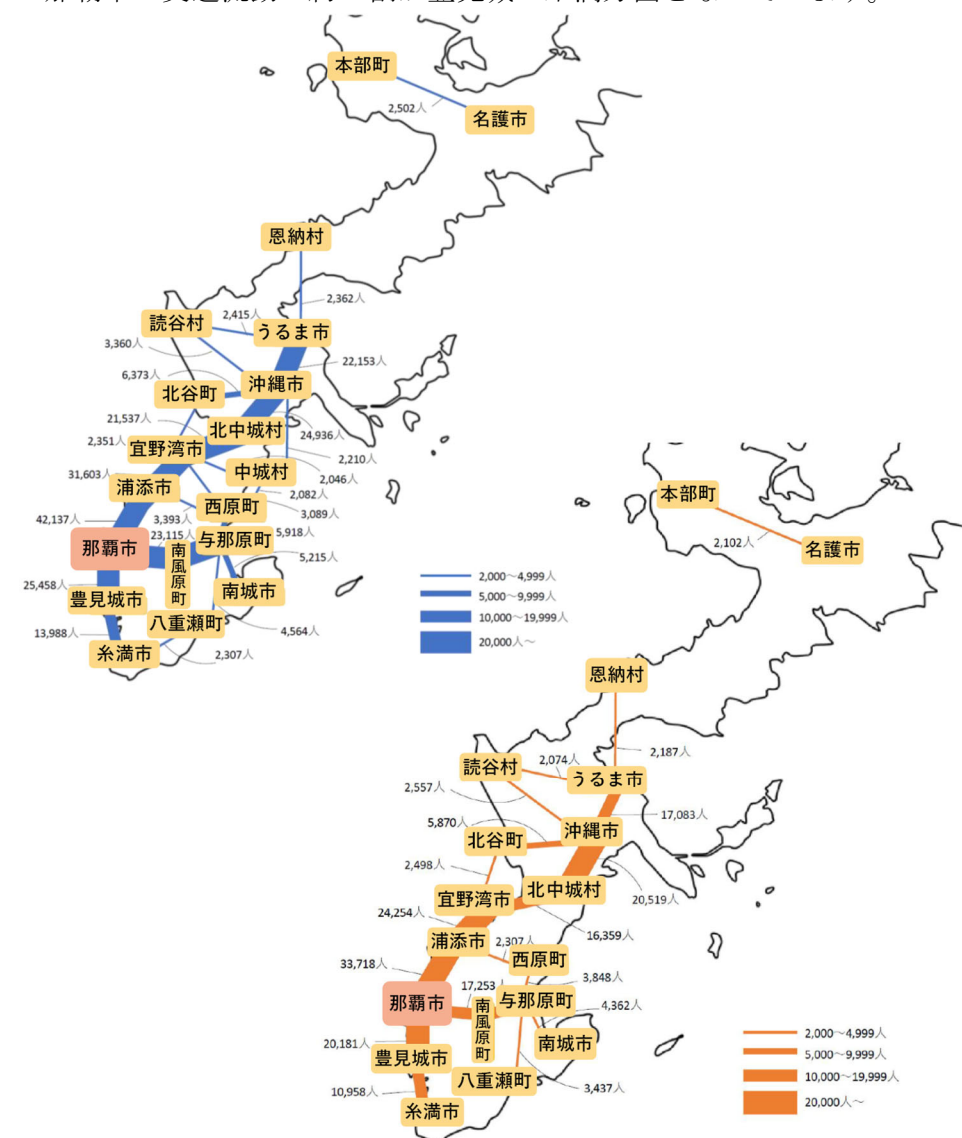 本部町
2,502人
名護市
恩納村
2,362人
読谷村
2,415人
うるま市
3,360人
22,153人
6,373人
沖縄市
北谷町
21,537人
北中城村
24,936人
2,351人
宜野湾市
2,210人
31,603人
中城村
2,046人
浦添市
2,082人
西原町
3,089人
42,137人
3,393人
23,115人
5,918人
那覇市
南風原町
与那原町
5,215人
25,458人
豊見城市
南城市
八重瀬町
4,564人
13,988人
糸満市
2,307人
2,000~4,999人
5,000~9,999人
10,000~19,999人
20,000人~
本部町
2,102人
名護市
恩納村
2,187人
読谷村
2,074人
うるま市
2,557人
17,083人
5,870人
沖縄市
北谷町
2,498人
北中城村
20,519人
宜野湾市
24,254人
16,359人
浦添市
2,307人
西原町
33,718人
3,848人
17,253人
那覇市
南風原町
与那原町
4,362人
20,181人
南城市
豊見城市
八重瀬町
3,437人
10,958人
糸満市
2,000~4,999人
5,000~9,999人
10,000~19,999人
20,000人~